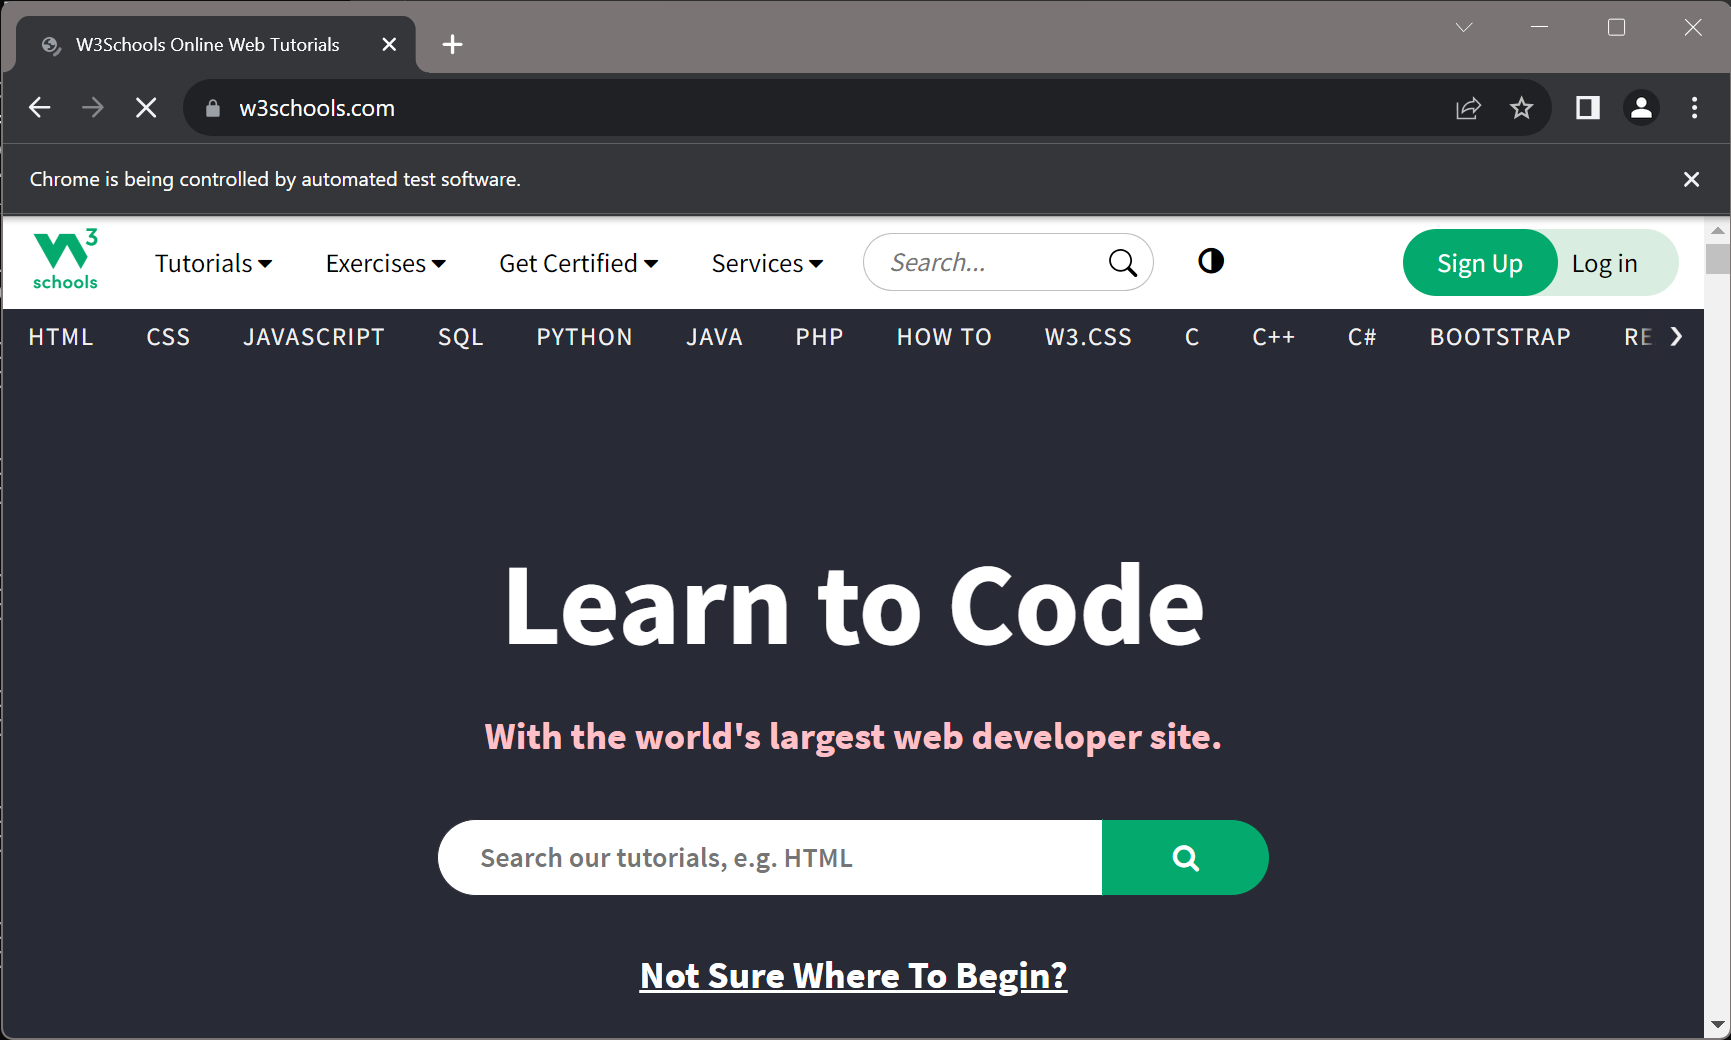 W3Schools Online Web Tutorials
w3schools.com
Chrome is being controlled by automated test software.
W3 schools Tutorials Exercises Get Certified Services Search... Sign Up Log in
HTML CSS JAVASCRIPT SQL PYTHON JAVA PHP HOW TO W3.CSS C C++ C# BOOTSTRAP RE
Learn to Code
With the world's largest web developer site.
Search our tutorials, e.g. HTML
Not Sure Where To Begin?